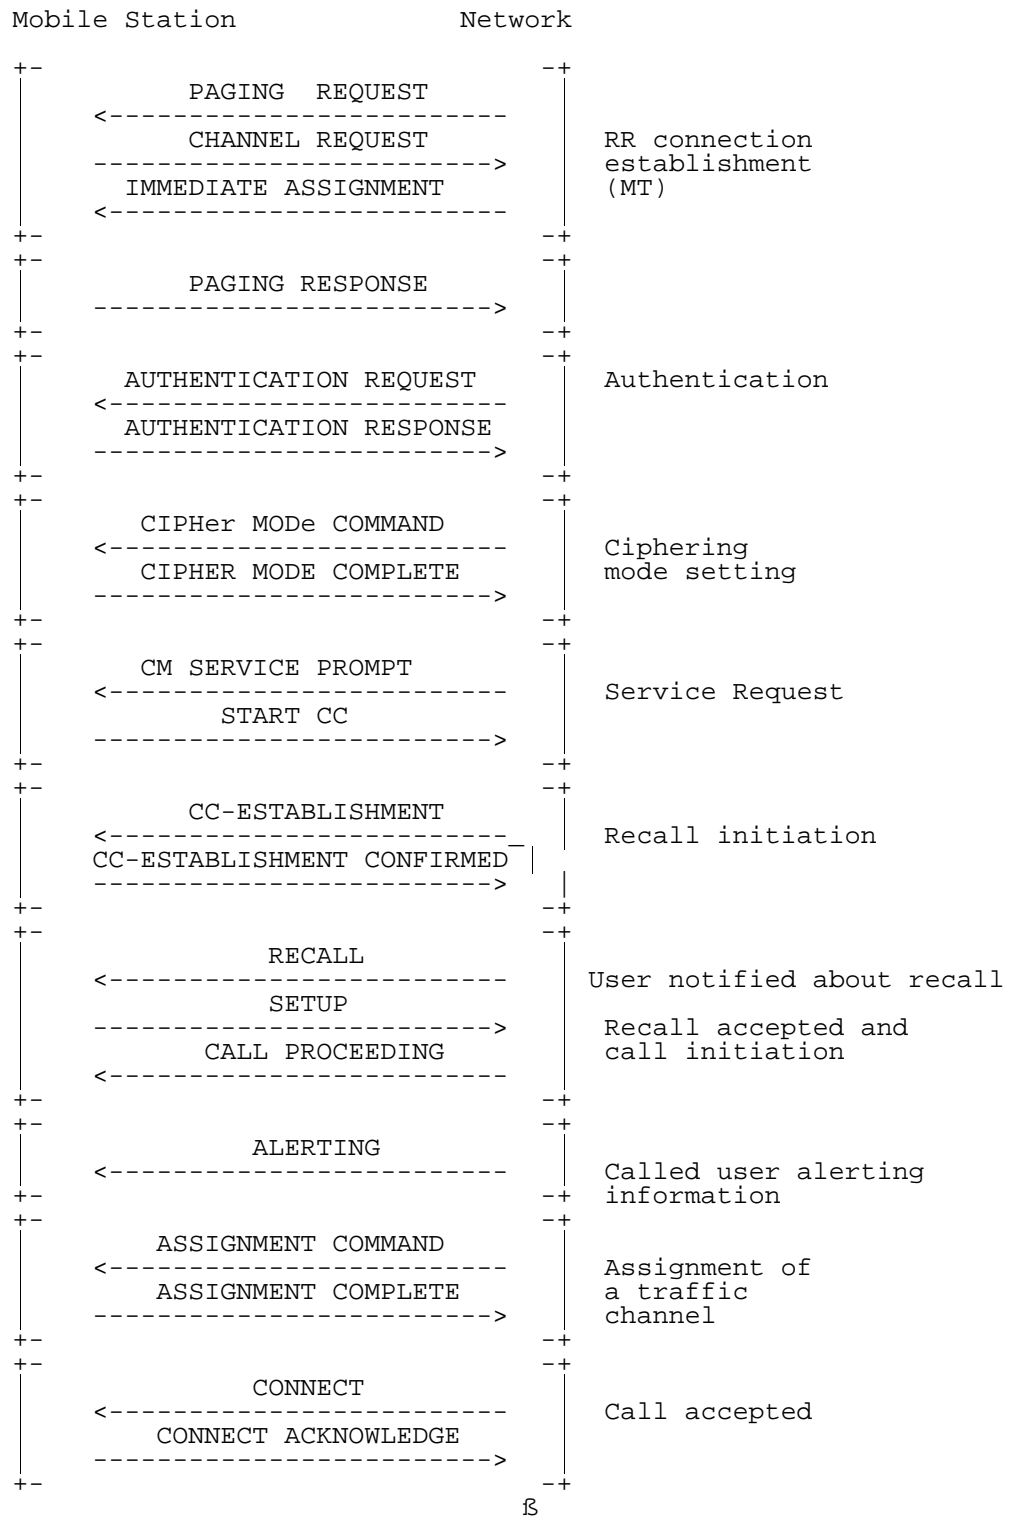 Mobile Station Network
+- -+
PAGING REQUEST
<-------------------------
CHANNEL REQUEST RR connection
-------------------------> establishment
IMMEDIATE ASSIGNMENT (MT)
<-------------------------
+- -+
+- -+
PAGING RESPONSE
------------------------->
+- -+
+- -+
AUTHENTICATION REQUEST Authentication
<-------------------------
AUTHENTICATION RESPONSE
------------------------->
+- -+
+- -+
CIPHer MODe COMMAND
<------------------------- Ciphering
CIPHER MODE COMPLETE mode setting
------------------------->
+- -+
+- -+
CM SERVICE PROMPT
<------------------------- Service Request
START CC
------------------------->
+- -+
+- -+
CC-ESTABLISHMENT
<------------------------- Recall initiation
CC-ESTABLISHMENT CONFIRMED
-------------------------> |
+- -+
+- -+
RECALL
<------------------------- User notified about recall
SETUP
-------------------------> Recall accepted and
CALL PROCEEDING call initiation
<-------------------------
+- -+
+- -+
ALERTING
<------------------------- Called user alerting
+- -+ information
+- -+
ASSIGNMENT COMMAND
<------------------------- Assignment of
ASSIGNMENT COMPLETE a traffic
-------------------------> channel
+- -+
+- -+
CONNECT
<------------------------- Call accepted
CONNECT ACKNOWLEDGE
------------------------->
+- -+
ß